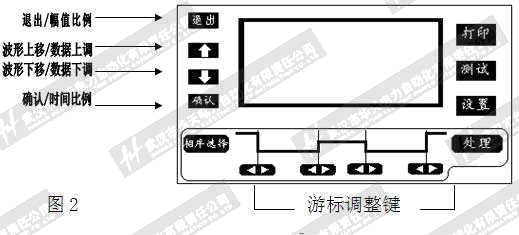 退出/幅值比例
波形上移/数据上调
波形下移/数据下调
确认/时间比例
退出
确认
打印
测试
设置
相序选择
处理
图2
游标调整键